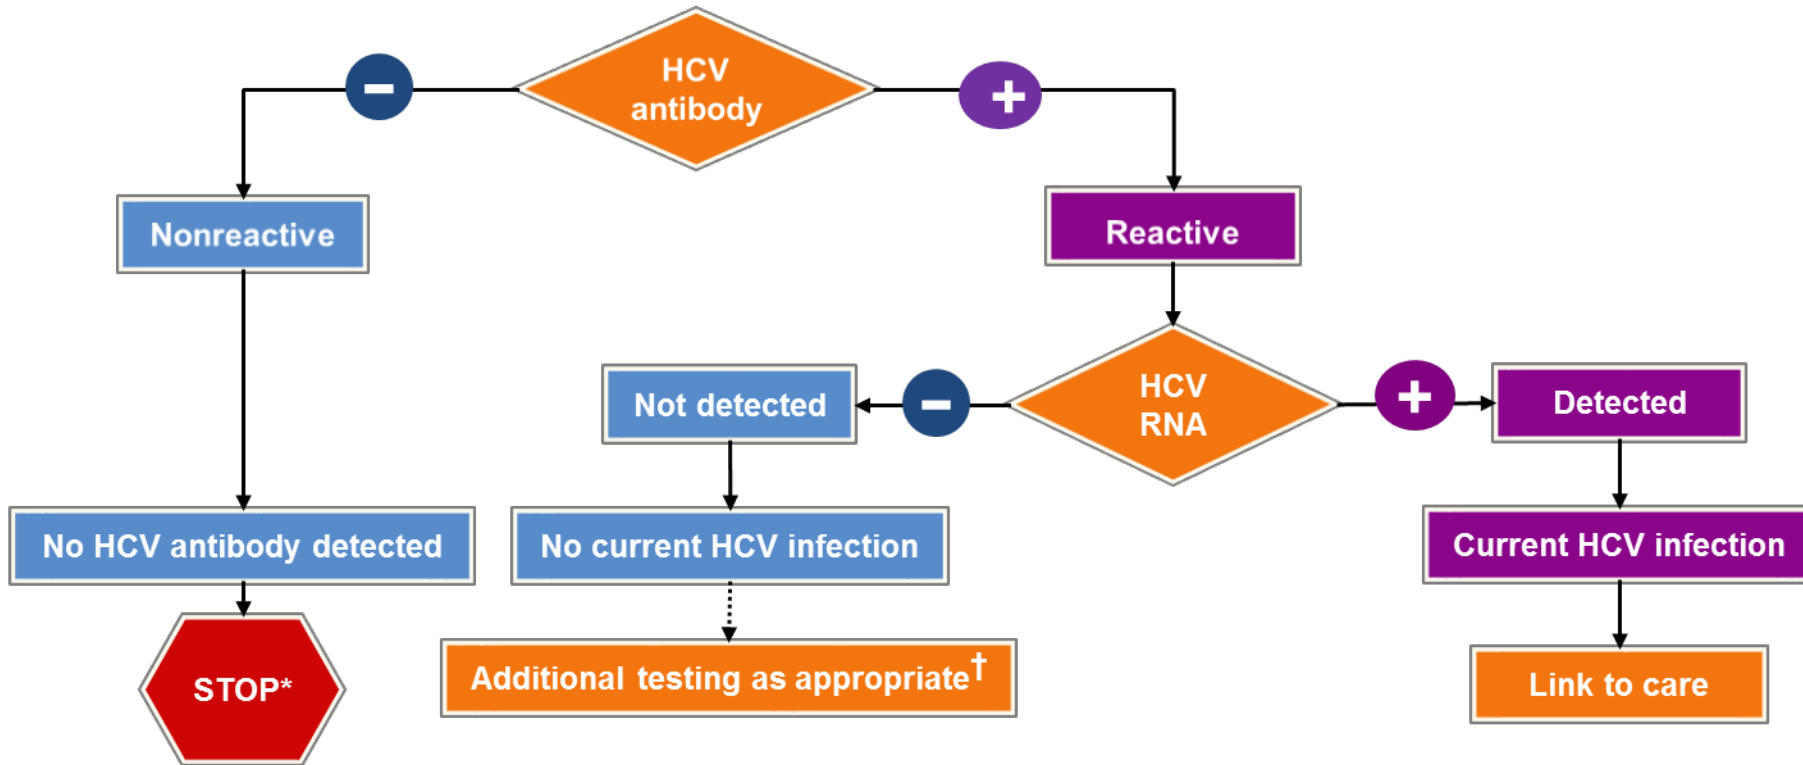 HCV
antibody
−
+
Nonreactive
Reactive
HCV
RNA
Not detected
−
+
Detected
No HCV antibody detected
No current HCV infection
Current HCV infection
STOP*
Additional testing as appropriate†
Link to care